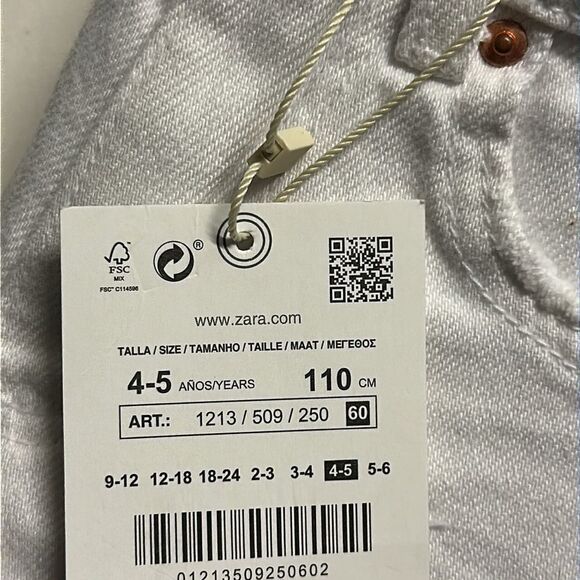 FSC
MIX
FSC® C114596
®
www.zara.com
TALLA / SIZE / TAMANHO / TAILLE / MAAT / ΜΕΓΕΘΟΣ
4-5 AÑOS/YEARS 110 CM
ART.: 1213 / 509 / 250 60
9-12 12-18 18-24 2-3 3-4 4-5 5-6
01213509250602